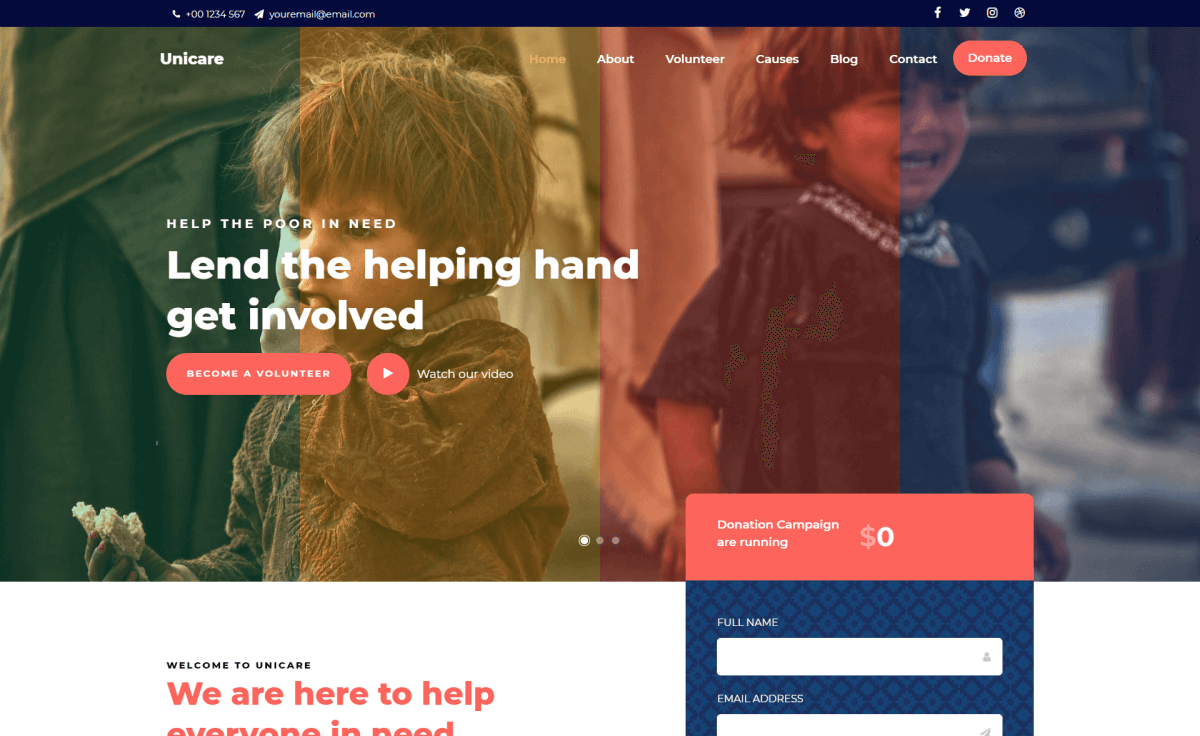 +00 1234 567 youremail@email.com
Unicare
Home About Volunteer Causes Blog Contact Donate
HELP THE POOR IN NEED
Lend the helping hand
get involved
BECOME A VOLUNTEER
Watch our video
Donation Campaign
are running
$0
FULL NAME
EMAIL ADDRESS
WELCOME TO UNICARE
We are here to help
everyone in need